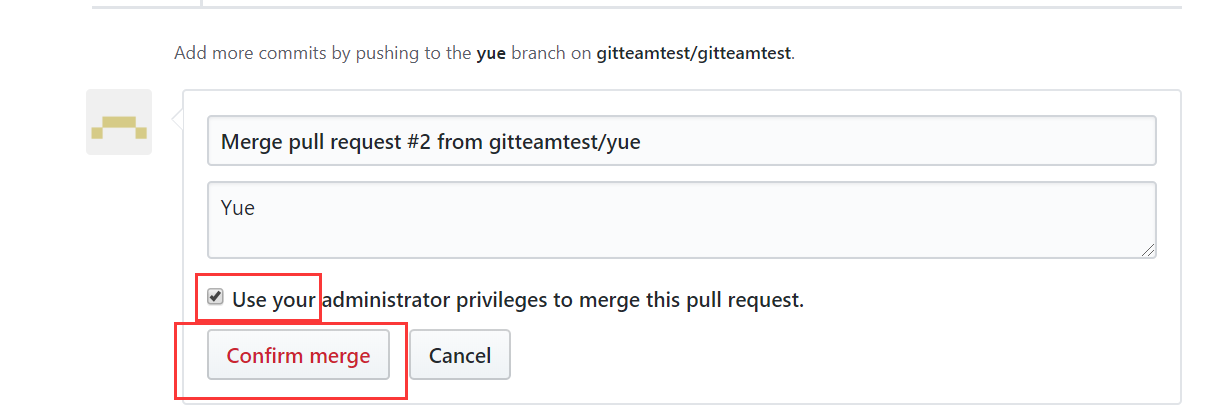 Add more commits by pushing to the yue branch on gitteamtest/gitteamtest.
Merge pull request #2 from gitteamtest/yue
Yue
Use your administrator privileges to merge this pull request.
Confirm merge Cancel